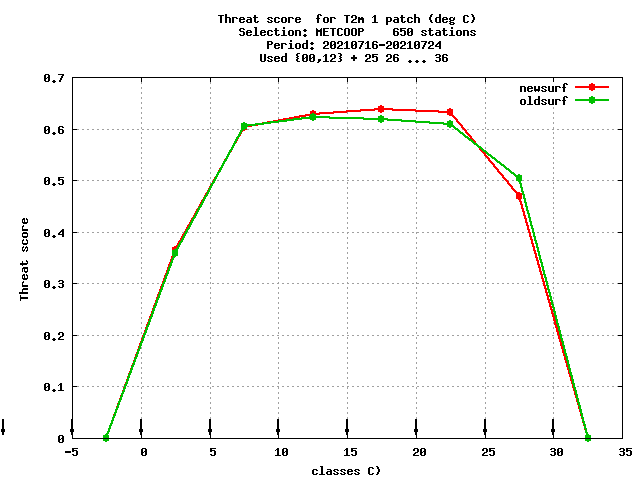 Threat score  for T2m 1 patch (deg C)
Selection: METCOOP    650 stations
Period: 20210716-20210724
Used {00,12} + 25 26 ... 36
newsurf
oldsurf
0.7
0.6
0.5
0.4
0.3
0.2
0.1
0
Threat score
-5 0 5 10 15 20 25 30 35
classes C)